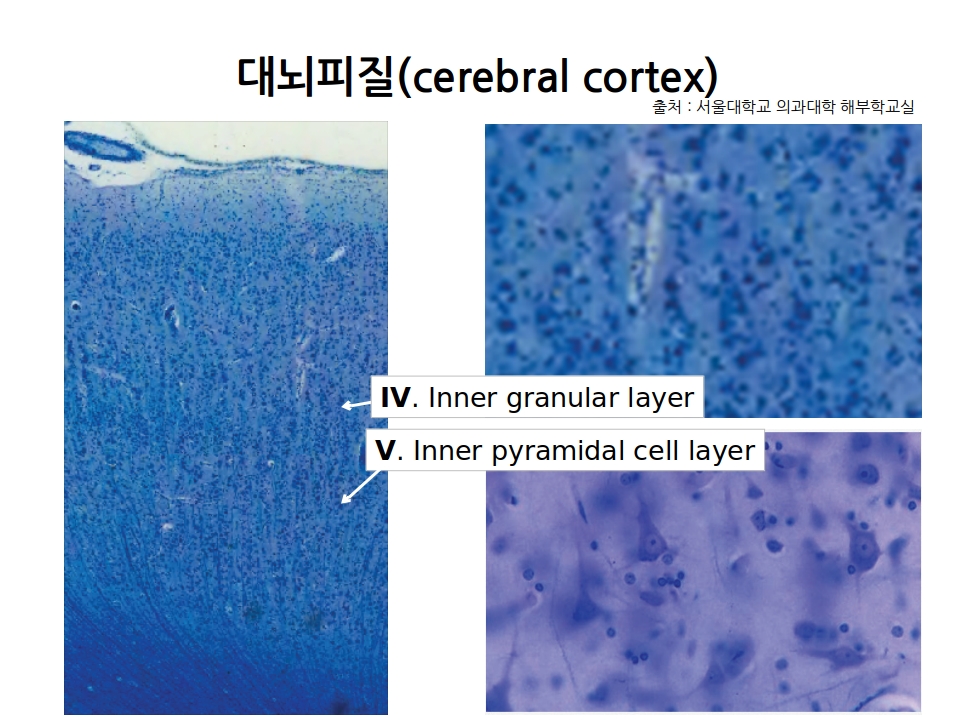 대뇌피질(cerebral cortex)
출처 : 서울대학교 의과대학 해부학교실
IV. Inner granular layer
V. Inner pyramidal cell layer